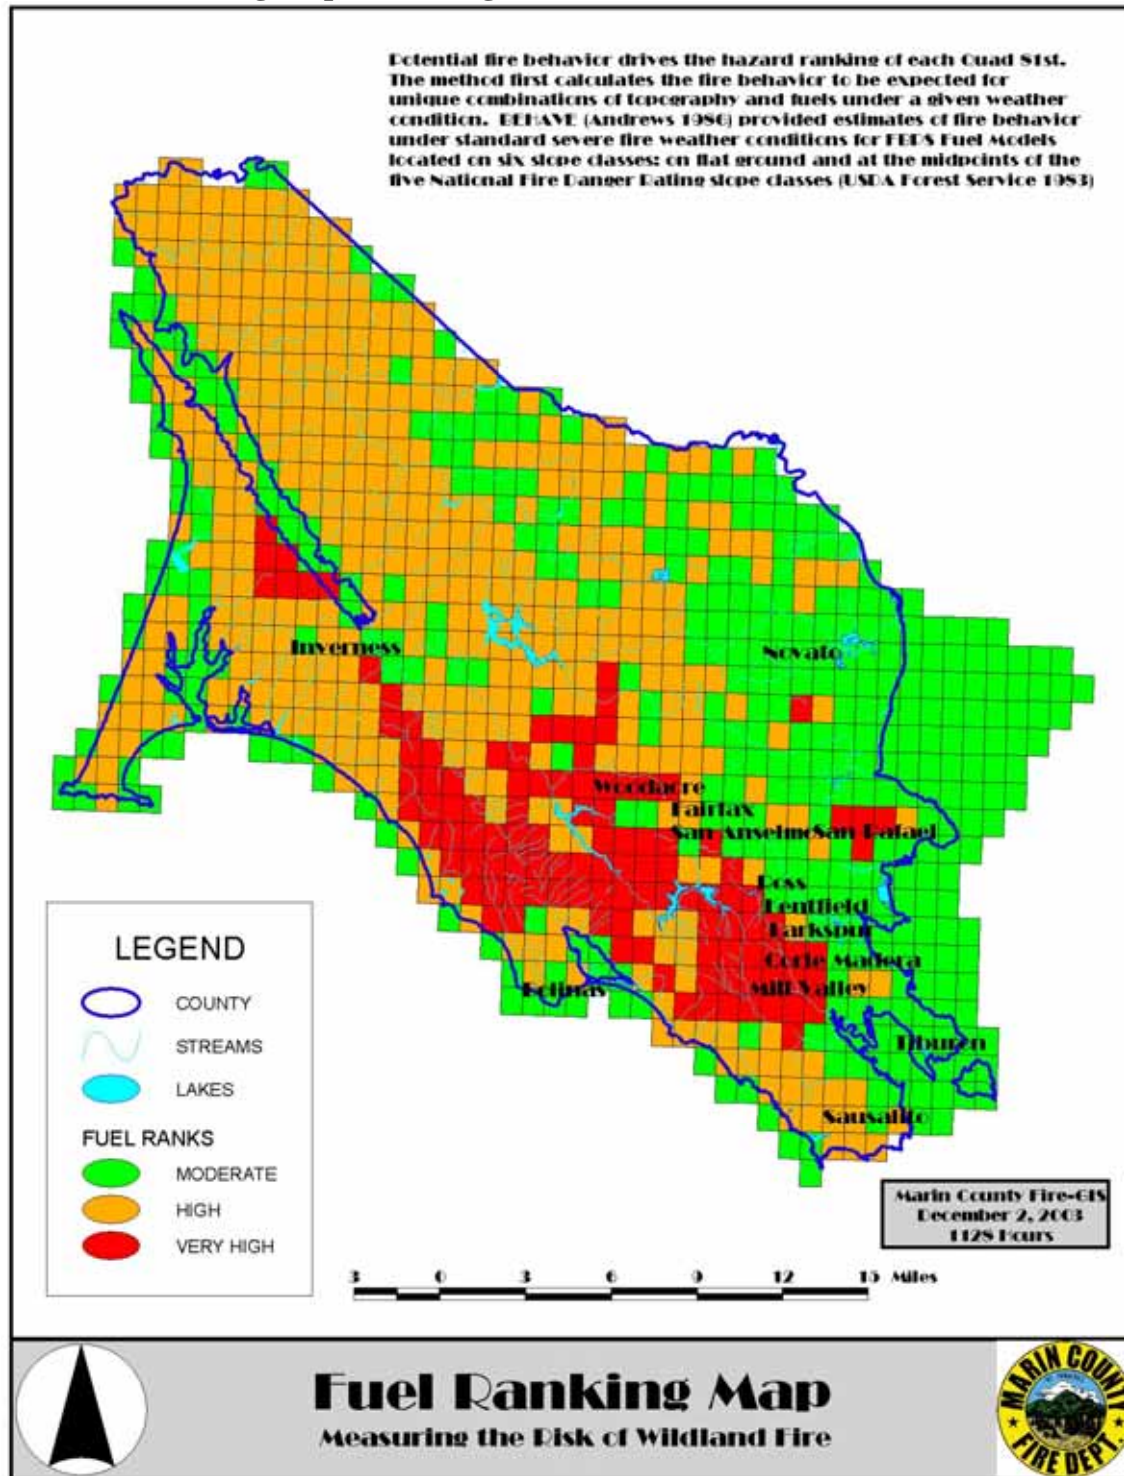 Potential fire behavior drives the hazard ranking of each Quad 81st.
The method first calculates the fire behavior to be expected for
unique combinations of topography and fuels under a given weather
condition. BEHAVE (Andrews 1986) provided estimates of fire behavior
under standard severe fire weather conditions for FBPS Fuel Models
located on six slope classes: on flat ground and at the midpoints of the
five National Fire Danger Rating slope classes (USDA Forest Service 1983)
Inverness
Novato
Woodacre
Fairfax
San Anselmo San Rafael
Ross
Kentfield
Larkspur
Corte Madera
Mill Valley
Bolinas
Tiburon
Sausalito
LEGEND
COUNTY
STREAMS
LAKES
FUEL RANKS
MODERATE
HIGH
VERY HIGH
Marin County Fire-GIS
December 2, 2003
1128 Hours
3 0 3 6 9 12 15 Miles
Fuel Ranking Map
Measuring the Risk of Wildland Fire
MARIN COUNTY
FIRE DEPT.